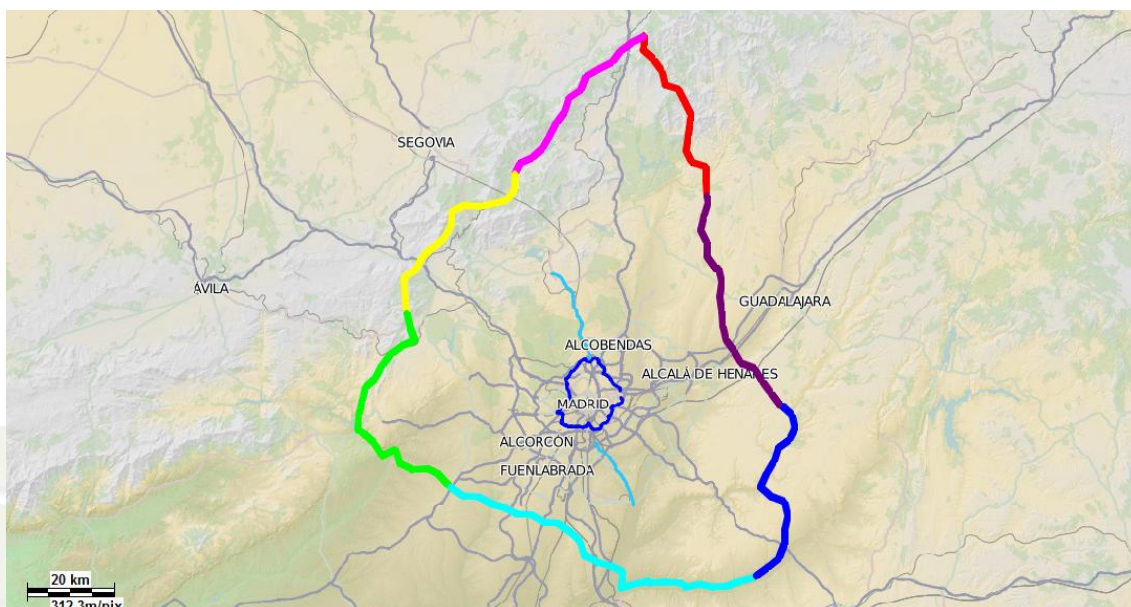 SEGOVIA
ÁVILA
GUADALAJARA
ALCOBENDAS
ALCALÁ DE HENARES
MADRID
ALCORCÓN
FUENLABRADA
20 km
312.3m/pix